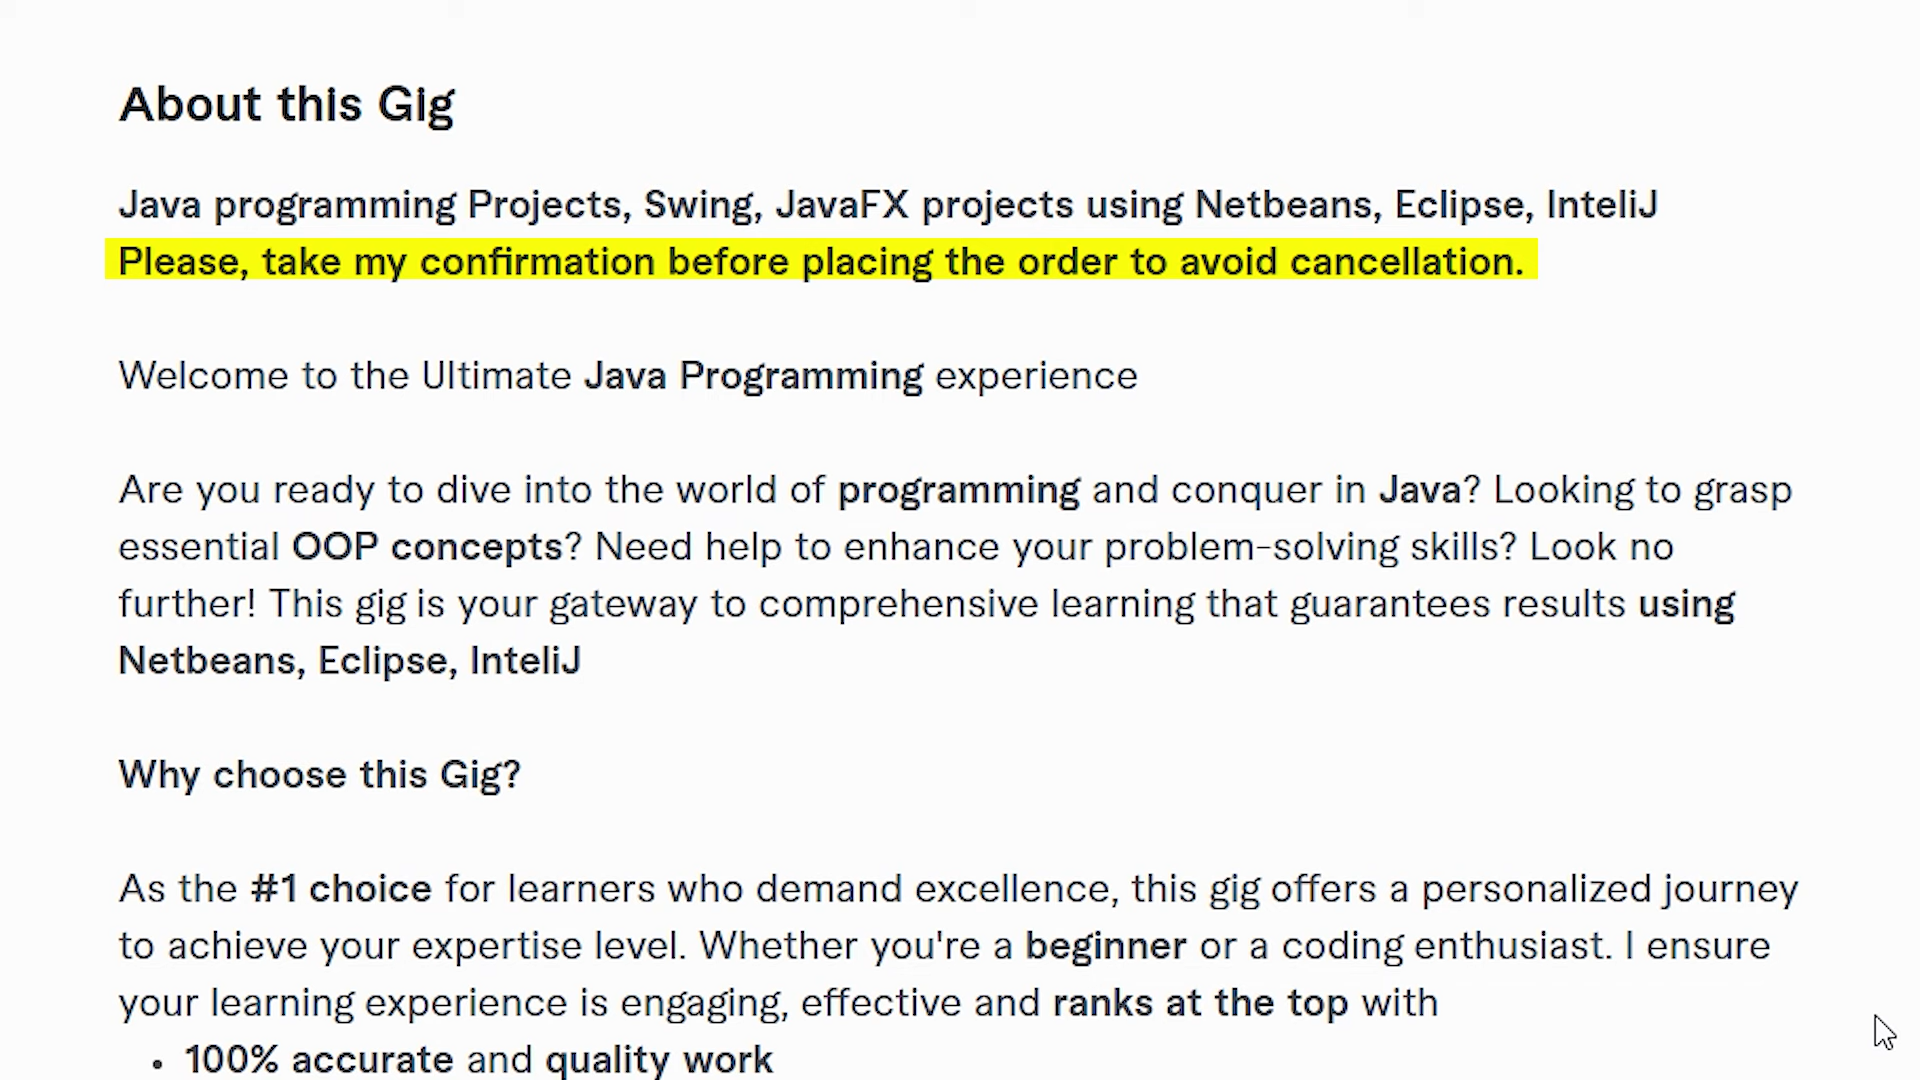 About this Gig
Java programming Projects, Swing, JavaFX projects using Netbeans, Eclipse, InteliJ
Please, take my confirmation before placing the order to avoid cancellation.
Welcome to the Ultimate Java Programming experience
Are you ready to dive into the world of programming and conquer in Java? Looking to grasp
essential OOP concepts? Need help to enhance your problem-solving skills? Look no
further! This gig is your gateway to comprehensive learning that guarantees results using
Netbeans, Eclipse, InteliJ
Why choose this Gig?
As the #1 choice for learners who demand excellence, this gig offers a personalized journey
to achieve your expertise level. Whether you're a beginner or a coding enthusiast. I ensure
your learning experience is engaging, effective and ranks at the top with
• 100% accurate and quality work